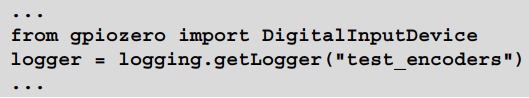 ...
from gpiozero import DigitalInputDevice
logger = logging.getLogger("test_encoders")
...